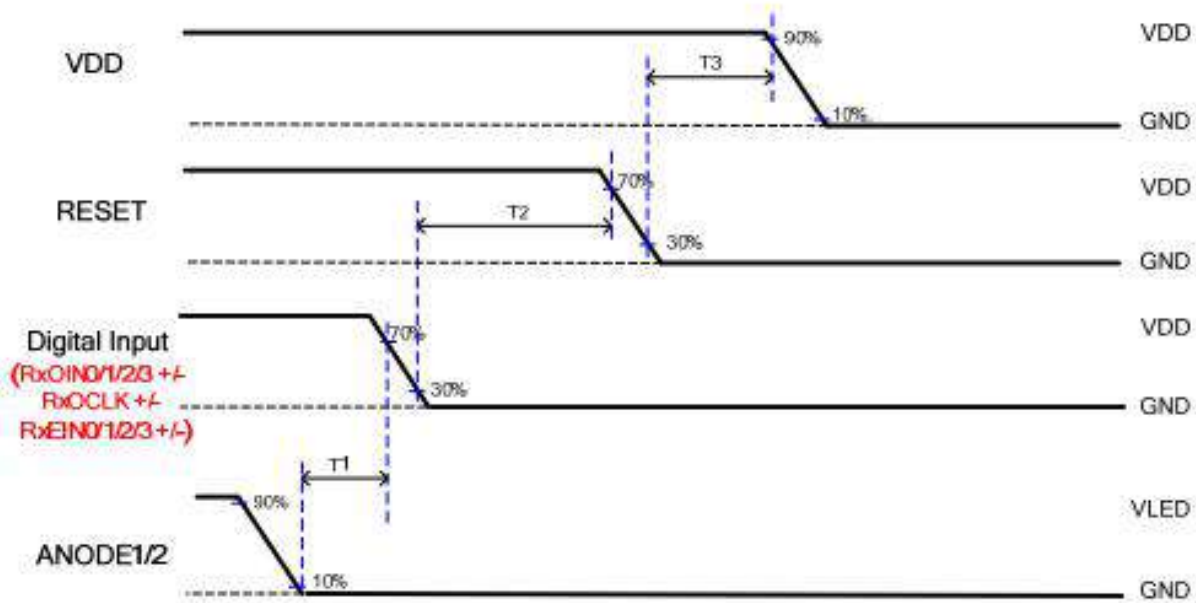 VDD
90%
VDD
T3
10%
GND
RESET
70%
VDD
T2
30%
GND
Digital Input
(RxOIN0/1/2/3 +/-
RxOCLK +/-
RxEIN0/1/2/3 +/-)
70%
VDD
30%
GND
T1
ANODE1/2
90%
VLED
10%
GND